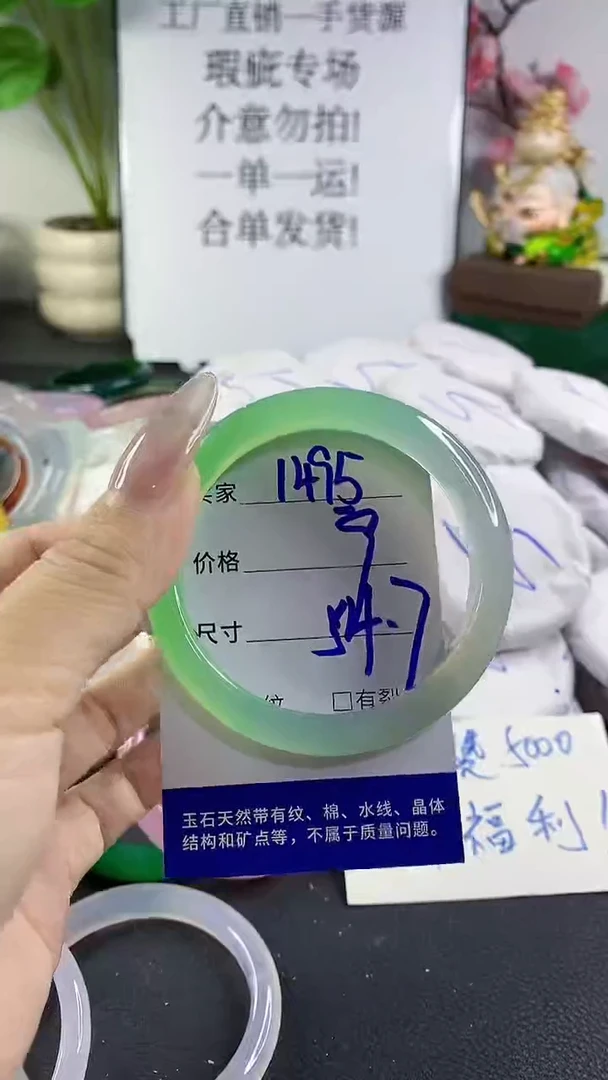 工厂直销一手货源
瑕疵专场
介意勿拍!
一单一运!
合单发货!
家 1495
号
价格
尺寸 54.7
纹 □有裂
玉石天然带有纹、棉、水线、晶体
结构和矿点等，不属于质量问题。
5000
福利!